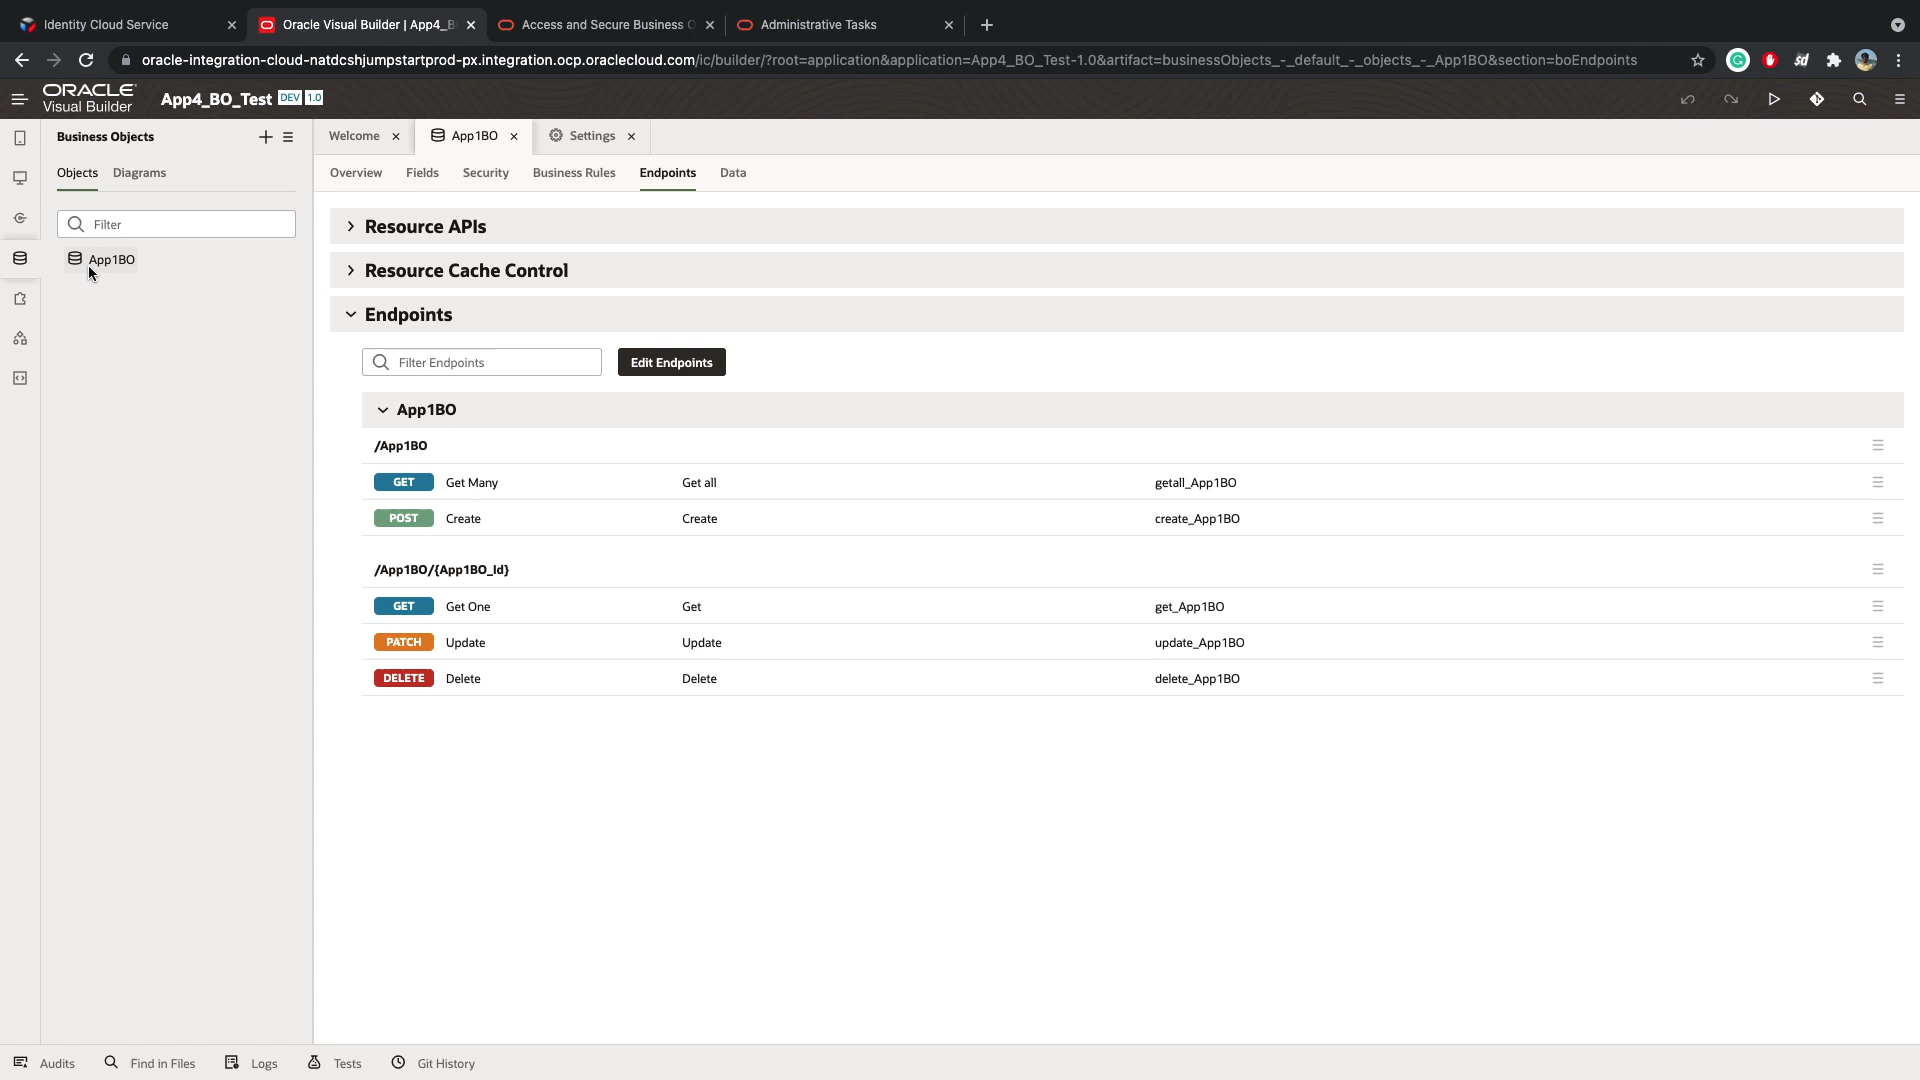 Identity Cloud Service
Oracle Visual Builder | App4_B
Access and Secure Business O
Administrative Tasks
oracle-integration-cloud-natdcshjumpstartprod-px.integration.ocp.oraclecloud.com/ic/builder/?root=application&application=App4_BO_Test-1.0&artifact=businessObjects_-_default_-_objects_-_App1BO&section=boEndpoints
ORACLE
Visual Builder
App4_BO_Test DEV 1.0
Business Objects
Objects Diagrams
Filter
App1BO
Welcome App1BO Settings
Overview Fields Security Business Rules Endpoints Data
Resource APIs
Resource Cache Control
Endpoints
Filter Endpoints Edit Endpoints
App1BO
/App1BO
GET Get Many Get all getall_App1BO
POST Create Create create_App1BO
/App1BO/{App1BO_Id}
GET Get One Get get_App1BO
PATCH Update Update update_App1BO
DELETE Delete Delete delete_App1BO
Audits Find in Files Logs Tests Git History